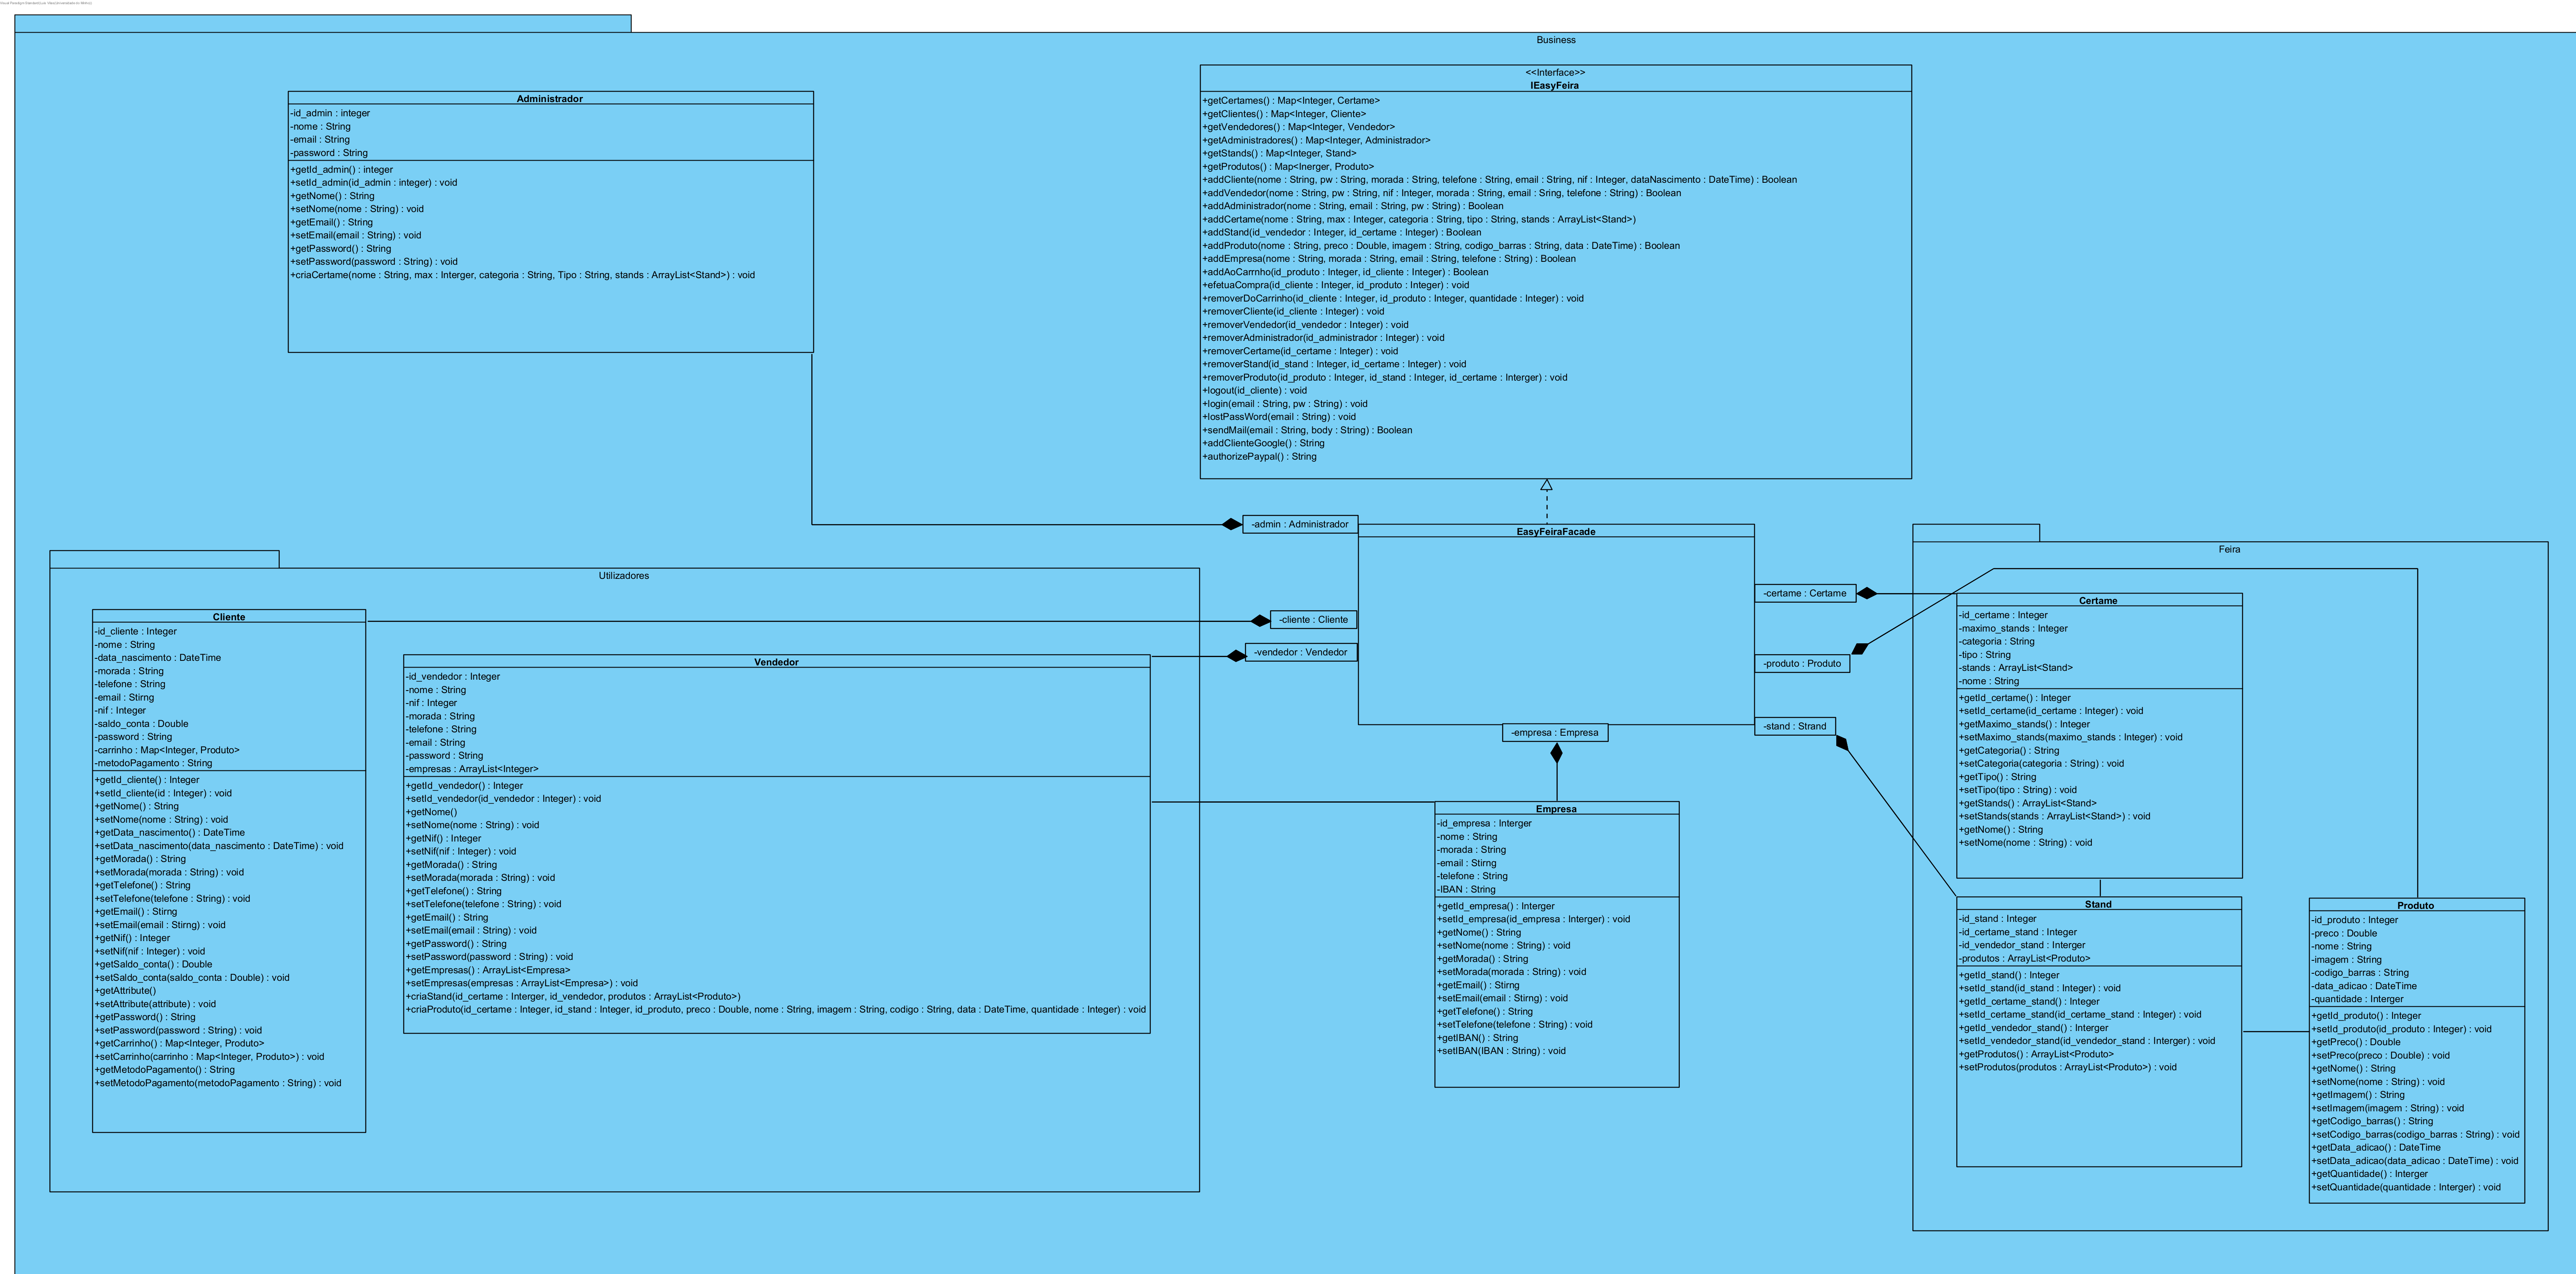 Business
Administrador
-id_admin : integer
-nome : String
-email : String
-password : String
+getId_admin() : integer
+setId_admin(id_admin : integer) : void
+getNome() : String
+setNome(nome : String) : void
+getEmail() : String
+setEmail(email : String) : void
+getPassword() : String
+setPassword(password : String) : void
+criaCertame(nome : String, max : Interger, categoria : String, Tipo : String, stands : ArrayList<Stand>) : void
<<Interface>>
IEasyFeira
+getCertames() : Map<Integer, Certame>
+getClientes() : Map<Integer, Cliente>
+getVendedores() : Map<Integer, Vendedor>
+getAdministradores() : Map<Integer, Administrador>
+getStands() : Map<Integer, Stand>
+getProdutos() : Map<Inerger, Produto>
+addCliente(nome : String, pw : String, morada : String, telefone : String, email : String, nif : Integer, dataNascimento : DateTime) : Boolean
+addVendedor(nome : String, pw : String, nif : Integer, morada : String, email : Sring, telefone : String) : Boolean
+addAdministrador(nome : String, email : String, pw : String) : Boolean
+addCertame(nome : String, max : Integer, categoria : String, tipo : String, stands : ArrayList<Stand>)
+addStand(id_vendedor : Integer, id_certame : Integer) : Boolean
+addProduto(nome : String, preco : Double, imagem : String, codigo_barras : String, data : DateTime) : Boolean
+addEmpresa(nome : String, morada : String, email : String, telefone : String) : Boolean
+addAoCarrnho(id_produto : Integer, id_cliente : Integer) : Boolean
+efetuaCompra(id_cliente : Integer, id_produto : Integer) : void
+removerDoCarrinho(id_cliente : Integer, id_produto : Integer, quantidade : Integer) : void
+removerCliente(id_cliente : Integer) : void
+removerVendedor(id_vendedor : Integer) : void
+removerAdministrador(id_administrador : Integer) : void
+removerCertame(id_certame : Integer) : void
+removerStand(id_stand : Integer, id_certame : Integer) : void
+removerProduto(id_produto : Integer, id_stand : Integer, id_certame : Interger) : void
+logout(id_cliente) : void
+login(email : String, pw : String) : void
+lostPassWord(email : String) : void
+sendMail(email : String, body : String) : Boolean
+addClienteGoogle() : String
+authorizePaypal() : String
-admin : Administrador
EasyFeiraFacade
-cliente : Cliente
-vendedor : Vendedor
-certame : Certame
-produto : Produto
-stand : Strand
-empresa : Empresa
Utilizadores
Cliente
-id_cliente : Integer
-nome : String
-data_nascimento : DateTime
-morada : String
-telefone : String
-email : Stirng
-nif : Integer
-saldo_conta : Double
-password : String
-carrinho : Map<Integer, Produto>
-metodoPagamento : String
+getId_cliente() : Integer
+setId_cliente(id : Integer) : void
+getNome() : String
+setNome(nome : String) : void
+getData_nascimento() : DateTime
+setData_nascimento(data_nascimento : DateTime) : void
+getMorada() : String
+setMorada(morada : String) : void
+getTelefone() : String
+setTelefone(telefone : String) : void
+getEmail() : Stirng
+setEmail(email : Stirng) : void
+getNif() : Integer
+setNif(nif : Integer) : void
+getSaldo_conta() : Double
+setSaldo_conta(saldo_conta : Double) : void
+getAttribute()
+setAttribute(attribute) : void
+getPassword() : String
+setPassword(password : String) : void
+getCarrinho() : Map<Integer, Produto>
+setCarrinho(carrinho : Map<Integer, Produto>) : void
+getMetodoPagamento() : String
+setMetodoPagamento(metodoPagamento : String) : void
Vendedor
-id_vendedor : Integer
-nome : String
-nif : Integer
-morada : String
-telefone : String
-email : String
-password : String
-empresas : ArrayList<Integer>
+getId_vendedor() : Integer
+setId_vendedor(id_vendedor : Integer) : void
+getNome()
+setNome(nome : String) : void
+getNif() : Integer
+setNif(nif : Integer) : void
+getMorada() : String
+setMorada(morada : String) : void
+getTelefone() : String
+setTelefone(telefone : String) : void
+getEmail() : String
+setEmail(email : String) : void
+getPassword() : String
+setPassword(password : String) : void
+getEmpresas() : ArrayList<Empresa>
+setEmpresas(empresas : ArrayList<Empresa>) : void
+criaStand(id_certame : Interger, id_vendedor, produtos : ArrayList<Produto>)
+criaProduto(id_certame : Integer, id_stand : Integer, id_produto, preco : Double, nome : String, imagem : String, codigo : String, data : DateTime, quantidade : Integer) : void
Empresa
-id_empresa : Interger
-nome : String
-morada : String
-email : Stirng
-telefone : String
-IBAN : String
+getId_empresa() : Interger
+setId_empresa(id_empresa : Interger) : void
+getNome() : String
+setNome(nome : String) : void
+getMorada() : String
+setMorada(morada : String) : void
+getEmail() : Stirng
+setEmail(email : Stirng) : void
+getTelefone() : String
+setTelefone(telefone : String) : void
+getIBAN() : String
+setIBAN(IBAN : String) : void
Feira
Certame
-id_certame : Integer
-maximo_stands : Integer
-categoria : String
-tipo : String
-stands : ArrayList<Stand>
-nome : String
+getId_certame() : Integer
+setId_certame(id_certame : Integer) : void
+getMaximo_stands() : Integer
+setMaximo_stands(maximo_stands : Integer) : void
+getCategoria() : String
+setCategoria(categoria : String) : void
+getTipo() : String
+setTipo(tipo : String) : void
+getStands() : ArrayList<Stand>
+setStands(stands : ArrayList<Stand>) : void
+getNome() : String
+setNome(nome : String) : void
Stand
-id_stand : Integer
-id_certame_stand : Integer
-id_vendedor_stand : Interger
-produtos : ArrayList<Produto>
+getId_stand() : Integer
+setId_stand(id_stand : Integer) : void
+getId_certame_stand() : Integer
+setId_certame_stand(id_certame_stand : Integer) : void
+getId_vendedor_stand() : Interger
+setId_vendedor_stand(id_vendedor_stand : Interger) : void
+getProdutos() : ArrayList<Produto>
+setProdutos(produtos : ArrayList<Produto>) : void
Produto
-id_produto : Integer
-preco : Double
-nome : String
-imagem : String
-codigo_barras : String
-data_adicao : DateTime
-quantidade : Interger
+getId_produto() : Integer
+setId_produto(id_produto : Integer) : void
+getPreco() : Double
+setPreco(preco : Double) : void
+getNome() : String
+setNome(nome : String) : void
+getImagem() : String
+setImagem(imagem : String) : void
+getCodigo_barras() : String
+setCodigo_barras(codigo_barras : String) : void
+getData_adicao() : DateTime
+setData_adicao(data_adicao : DateTime) : void
+getQuantidade() : Interger
+setQuantidade(quantidade : Interger) : void